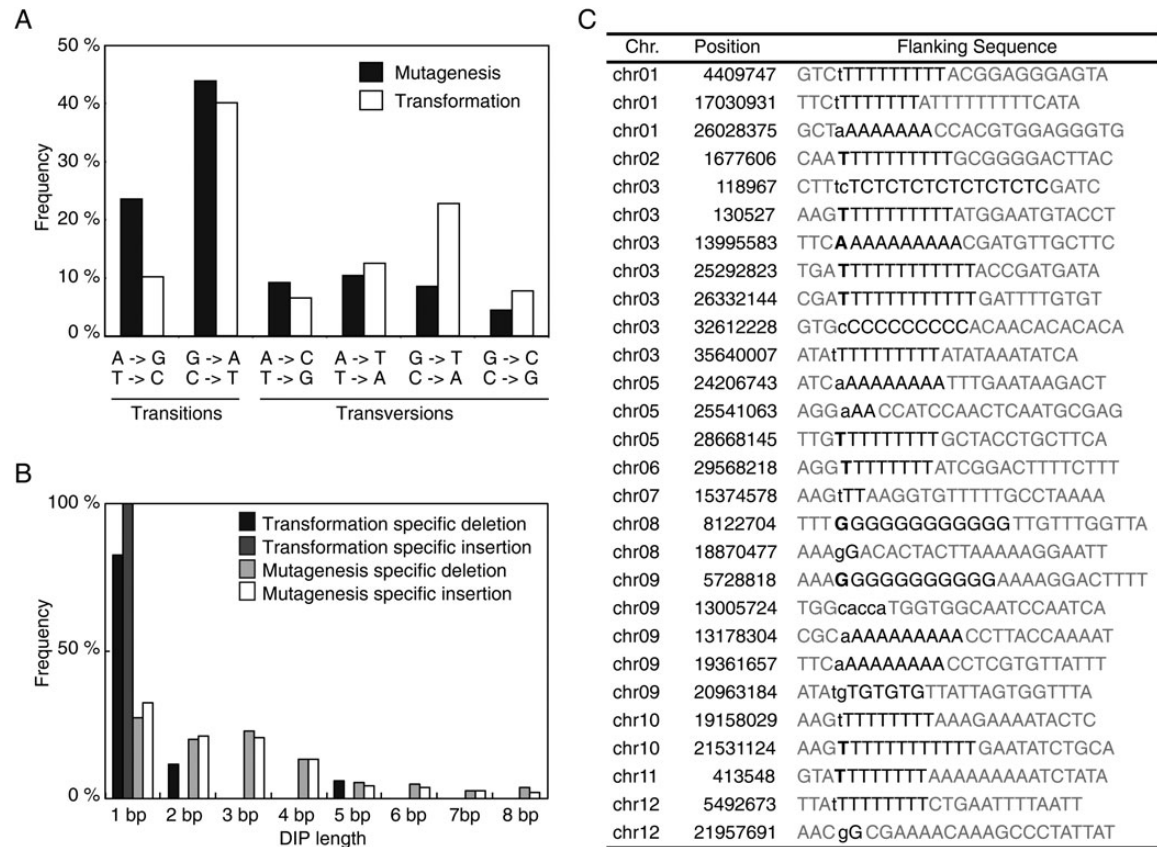 A
50 %
40 %
30 %
20 %
10 %
0 %
Frequency
Mutagenesis
Transformation
A -> G G -> A A -> C A -> T G -> T G -> C
T -> C C -> T T -> G T -> A C -> A C -> G
Transitions Transversions
B
100 %
50 %
0 %
Frequency
Transformation specific deletion
Transformation specific insertion
Mutagenesis specific deletion
Mutagenesis specific insertion
1 bp 2 bp 3 bp 4 bp 5 bp 6 bp 7bp 8 bp
DIP length
C
Chr. Position Flanking Sequence
chr01 4409747 GTCtTTTTTTTTTACGGAGGGAGTA
chr01 17030931 TTCtTTTTTTTATTTTTTTTTCATA
chr01 26028375 GCTaAAAAAAACCACGTGGAGGGTG
chr02 1677606 CAATTTTTTTTTTGCGGGGACTTAC
chr03 118967 CTTtcTCTCTCTCTCTCTCTCGATC
chr03 130527 AAGTTTTTTTTTTATGGAATGTACCT
chr03 13995583 TTCAAAAAAAAAACGATGTTGCTTC
chr03 25292823 TGATTTTTTTTTTTTACCGATGATA
chr03 26332144 CGATTTTTTTTTTTTGATTTTGTGT
chr03 32612228 GTGcCCCCCCCCCACAACACACACA
chr03 35640007 ATAtTTTTTTTTTATATAAATATCA
chr05 24206743 ATCaAAAAAAAATTTGAATAAGACT
chr05 25541063 AGGaAACCATCCAACTCAATGCGAG
chr05 28668145 TTGTTTTTTTTTGCTACCTGCTTCA
chr06 29568218 AGGTTTTTTTTATCGGACTTTTCTTT
chr07 15374578 AAGtTTAAGGTGTTTTTGCCTAAAA
chr08 8122704 TTTGGGGGGGGGGGGTTGTTTGGTTA
chr08 18870477 AAAgGACACTACTTAAAAAGGAATT
chr09 5728818 AAAGGGGGGGGGGGAAAAGGACTTTT
chr09 13005724 TGGcaccaTGGTGGCAATCCAATCA
chr09 13178304 CGCaAAAAAAAAACCTTACCAAAAT
chr09 19361657 TTCaAAAAAAAACCTCGTGTTATTT
chr09 20963184 ATAtgTGTGTGTTATTAGTGGTTTA
chr10 19158029 AAGtTTTTTTTTAAAGAAAATACTC
chr10 21531124 AAGTTTTTTTTTTTTGAATATCTGCA
chr11 413548 GTATTTTTTTTAAAAAAAAATCTATA
chr12 5492673 TTAtTTTTTTTTCTGAATTTTAATT
chr12 21957691 AACgGCGAAAACAAAGCCCTATTAT